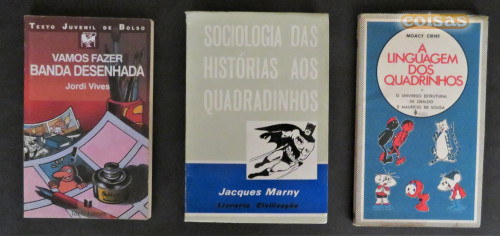 TEXTO JUVENIL DE BOLSO
VAMOS FAZER
BANDA DESENHADA
Jordi Vives
SOCIOLOGIA DAS
HISTÓRIAS AOS
QUADRADINHOS
Jacques Marny
Livraria Civilização
coisas
MOACY CIRNE
A
LINGUAGEM
DOS
QUADRINHOS
O UNIVERSO ESTRUTURAL
DE ZIRALDO
E MAURICIO DE SOUSA